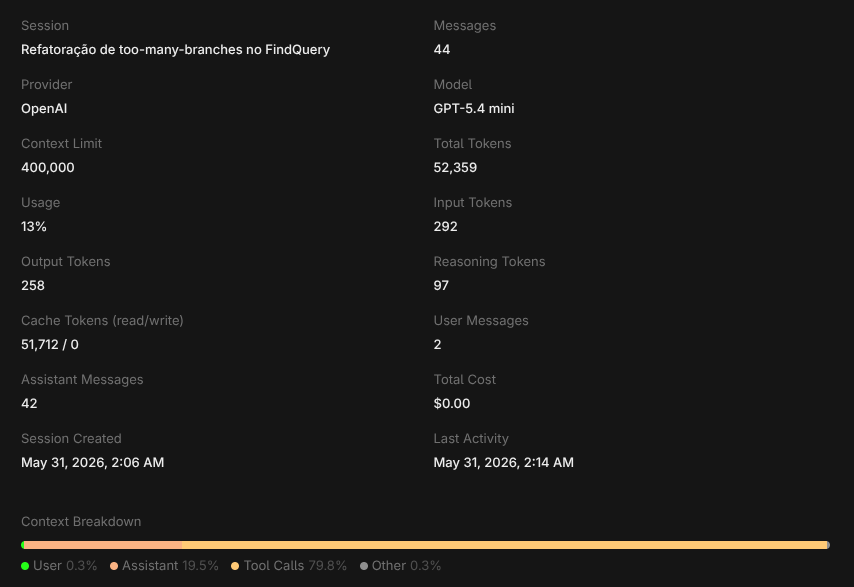 Session
Messages
Refatoração de too-many-branches no FindQuery
44
Provider
Model
OpenAI
GPT-5.4 mini
Context Limit
Total Tokens
400,000
52,359
Usage
Input Tokens
13%
292
Output Tokens
Reasoning Tokens
258
97
Cache Tokens (read/write)
User Messages
51,712 / 0
2
Assistant Messages
Total Cost
42
$0.00
Session Created
Last Activity
May 31, 2026, 2:06 AM
May 31, 2026, 2:14 AM
Context Breakdown
User 0.3% Assistant 19.5% Tool Calls 79.8% Other 0.3%